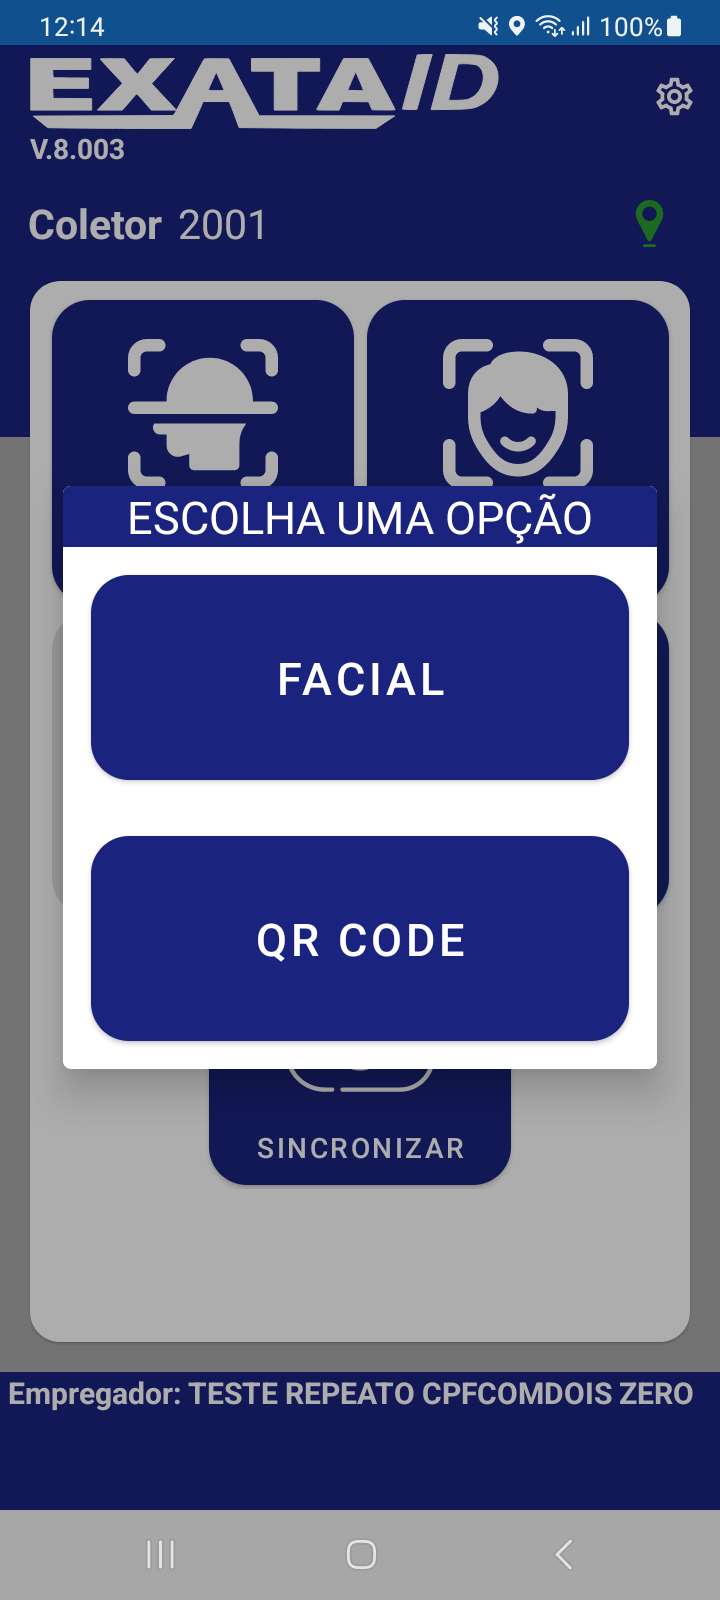 12:14
100%
EXATAID
V.8.003
Coletor 2001
ESCOLHA UMA OPÇÃO
FACIAL
QR CODE
SINCRONIZAR
Empregador: TESTE REPEATO CPFCOMDOIS ZERO